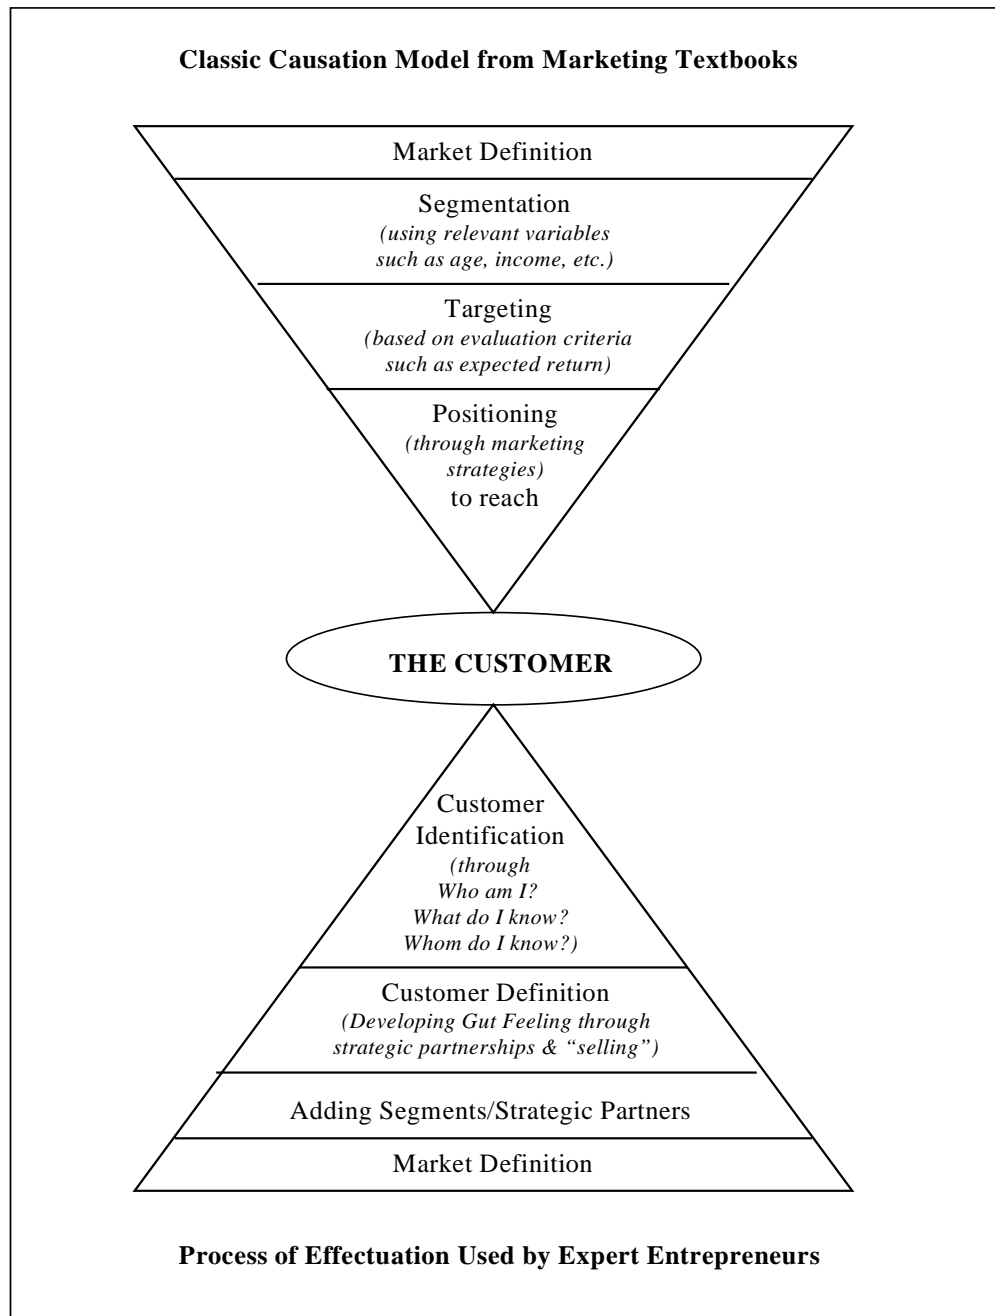 Classic Causation Model from Marketing Textbooks
Market Definition
Segmentation
(using relevant variables
such as age, income, etc.)
Targeting
(based on evaluation criteria
such as expected return)
Positioning
(through marketing
strategies)
to reach
THE CUSTOMER
Customer
Identification
(through
Who am I?
What do I know?
Whom do I know?)
Customer Definition
(Developing Gut Feeling through
strategic partnerships & “selling”)
Adding Segments/Strategic Partners
Market Definition
Process of Effectuation Used by Expert Entrepreneurs